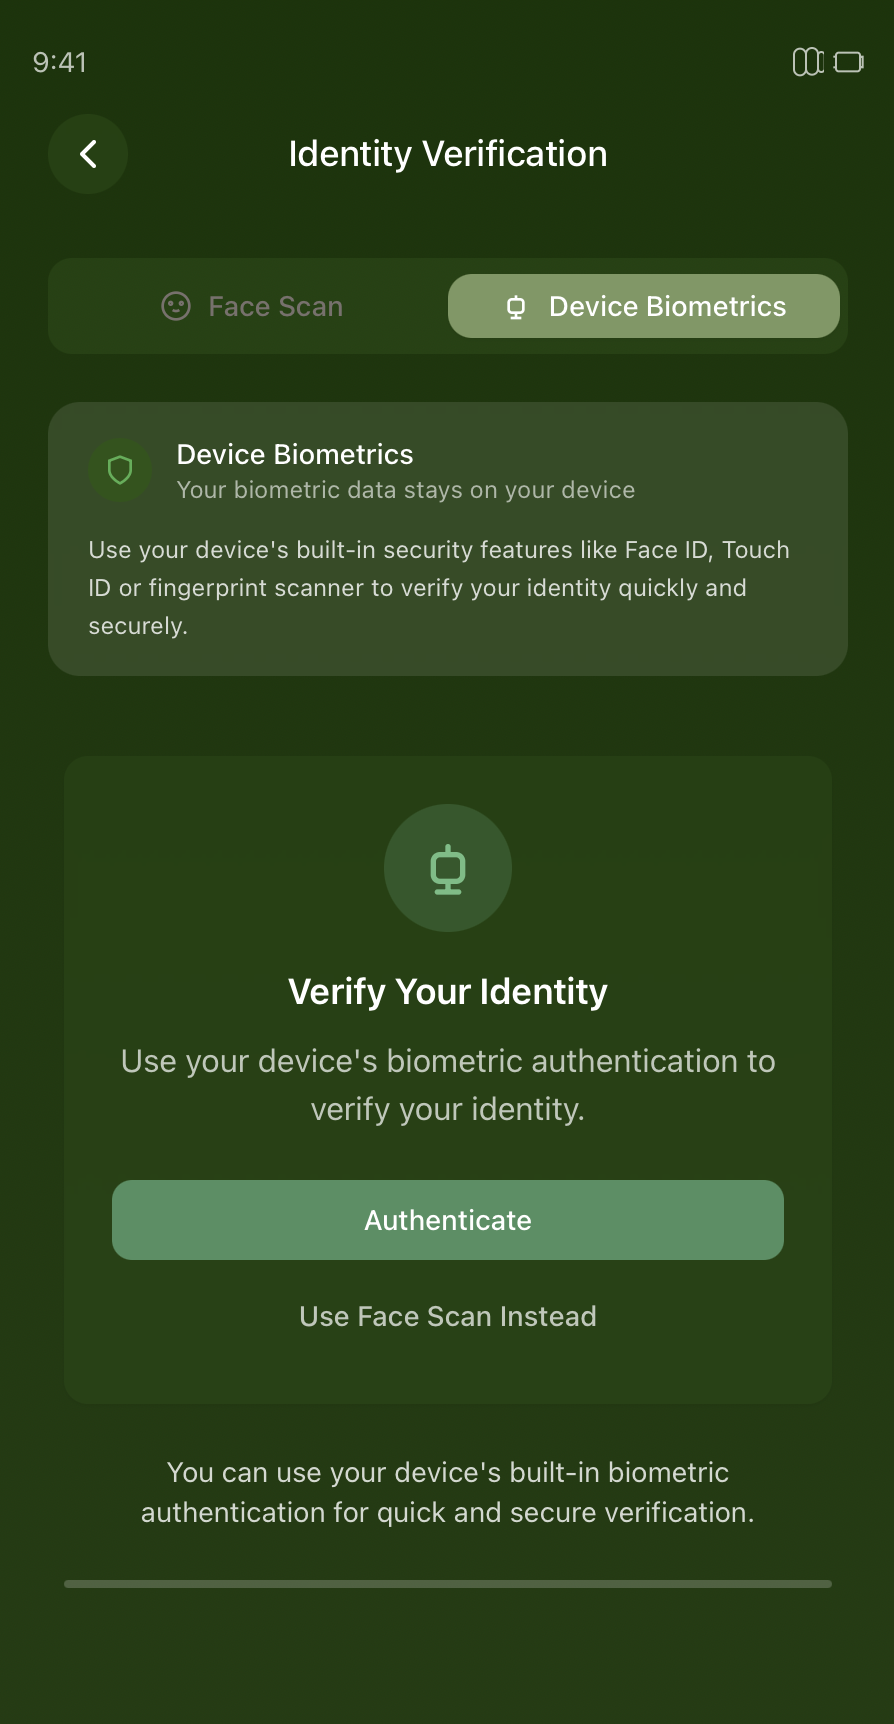 9:41
Identity Verification
Face Scan
Device Biometrics
Device Biometrics
Your biometric data stays on your device
Use your device's built-in security features like Face ID, Touch
ID or fingerprint scanner to verify your identity quickly and
securely.
Verify Your Identity
Use your device's biometric authentication to
verify your identity.
Authenticate
Use Face Scan Instead
You can use your device's built-in biometric
authentication for quick and secure verification.